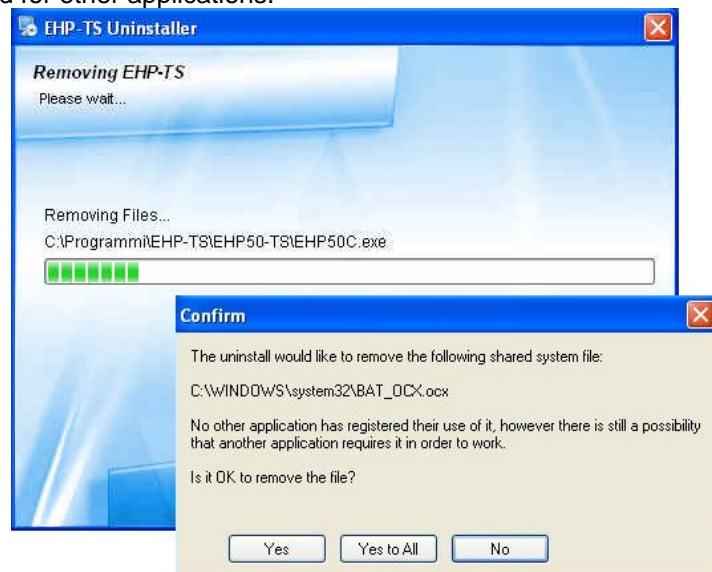 d for other applications.
EHP-TS Uninstaller
Removing EHP-TS
Please wait...
Removing Files...
C:\Programmi\EHP-TS\EHP50-TS\EHP50C.exe
Confirm
The uninstall would like to remove the following shared system file:
C:\WINDOWS\system32\BAT_OCX.ocx
No other application has registered their use of it, however there is still a possibility
that another application requires it in order to work.
Is it OK to remove the file?
Yes
Yes to All
No